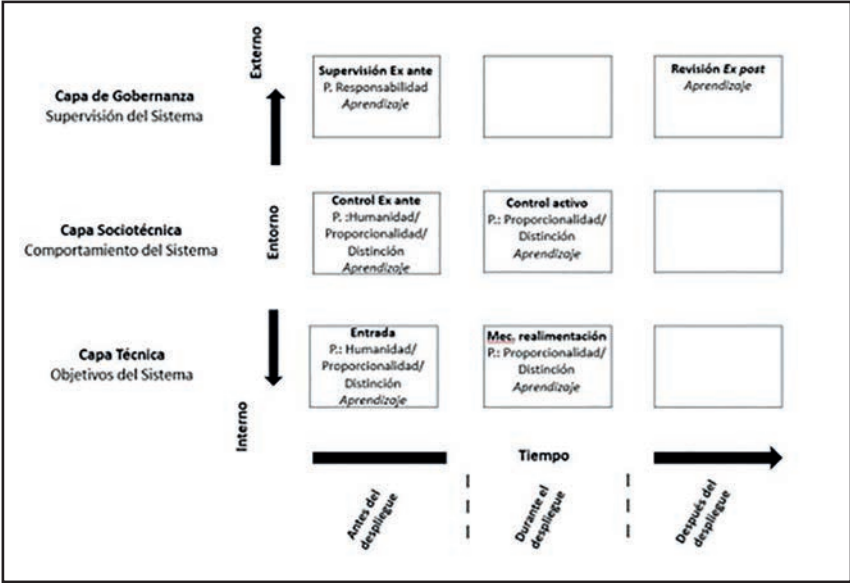 Externo
Capa de Gobernanza
Supervisión del Sistema
Supervisión Ex ante
P. Responsabilidad
Aprendizaje
Revisión Ex post
Aprendizaje
Entorno
Capa Sociotécnica
Comportamiento del Sistema
Control Ex ante
P. :Humanidad/
Proporcionalidad/
Distinción
Aprendizaje
Control activo
P.: Proporcionalidad/
Distinción
Aprendizaje
Capa Técnica
Objetivos del Sistema
Entrada
P.: Humanidad/
Proporcionalidad/
Distinción
Aprendizaje
Mec. realimentación
P.: Proporcionalidad/
Distinción
Aprendizaje
Interno
Tiempo
Antes del
despliegue
Durante el
despliegue
Después del
despliegue